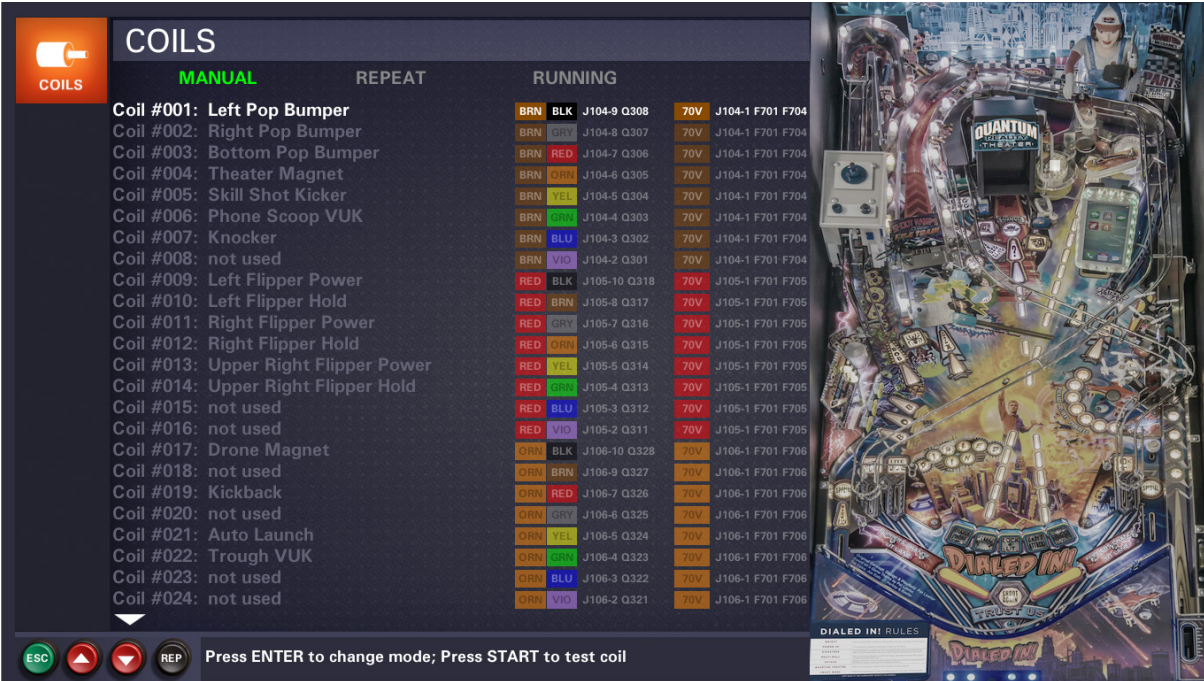 COILS
COILS
MANUAL REPEAT RUNNING
Coil #001: Left Pop Bumper BRN BLK J104-9 Q308 70V J104-1 F701 F704
Coil #002: Right Pop Bumper BRN GRY J104-8 Q307 70V J104-1 F701 F704
Coil #003: Bottom Pop Bumper BRN RED J104-7 Q306 70V J104-1 F701 F704
Coil #004: Theater Magnet BRN ORN J104-6 Q305 70V J104-1 F701 F704
Coil #005: Skill Shot Kicker BRN YEL J104-5 Q304 70V J104-1 F701 F704
Coil #006: Phone Scoop VUK BRN GRN J104-4 Q303 70V J104-1 F701 F704
Coil #007: Knocker BRN BLU J104-3 Q302 70V J104-1 F701 F704
Coil #008: not used BRN VIO J104-2 Q301 70V J104-1 F701 F704
Coil #009: Left Flipper Power RED BLK J105-10 Q318 70V J105-1 F701 F705
Coil #010: Left Flipper Hold RED BRN J105-8 Q317 70V J105-1 F701 F705
Coil #011: Right Flipper Power RED GRY J105-7 Q316 70V J105-1 F701 F705
Coil #012: Right Flipper Hold RED ORN J105-6 Q315 70V J105-1 F701 F705
Coil #013: Upper Right Flipper Power RED YEL J105-5 Q314 70V J105-1 F701 F705
Coil #014: Upper Right Flipper Hold RED GRN J105-4 Q313 70V J105-1 F701 F705
Coil #015: not used RED BLU J105-3 Q312 70V J105-1 F701 F705
Coil #016: not used RED VIO J105-2 Q311 70V J105-1 F701 F705
Coil #017: Drone Magnet ORN BLK J106-10 Q328 70V J106-1 F701 F706
Coil #018: not used ORN BRN J106-9 Q327 70V J106-1 F701 F706
Coil #019: Kickback ORN RED J106-7 Q326 70V J106-1 F701 F706
Coil #020: not used ORN GRY J106-6 Q325 70V J106-1 F701 F706
Coil #021: Auto Launch ORN YEL J106-5 Q324 70V J106-1 F701 F706
Coil #022: Trough VUK ORN GRN J106-4 Q323 70V J106-1 F701 F706
Coil #023: not used ORN BLU J106-3 Q322 70V J106-1 F701 F706
Coil #024: not used ORN VIO J106-2 Q321 70V J106-1 F701 F706
ESC REP Press ENTER to change mode; Press START to test coil
PARTS
QUANTUM
REALITY
THEATER
DIALED IN!
SHOOT
AGAIN
TRUST US
DIALED IN! RULES
DIALED IN!